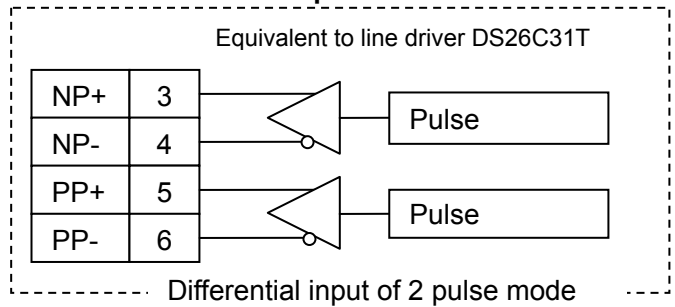 Equivalent to line driver DS26C31T
NP+ 3
NP- 4
Pulse
PP+ 5
PP- 6
Pulse
Differential input of 2 pulse mode